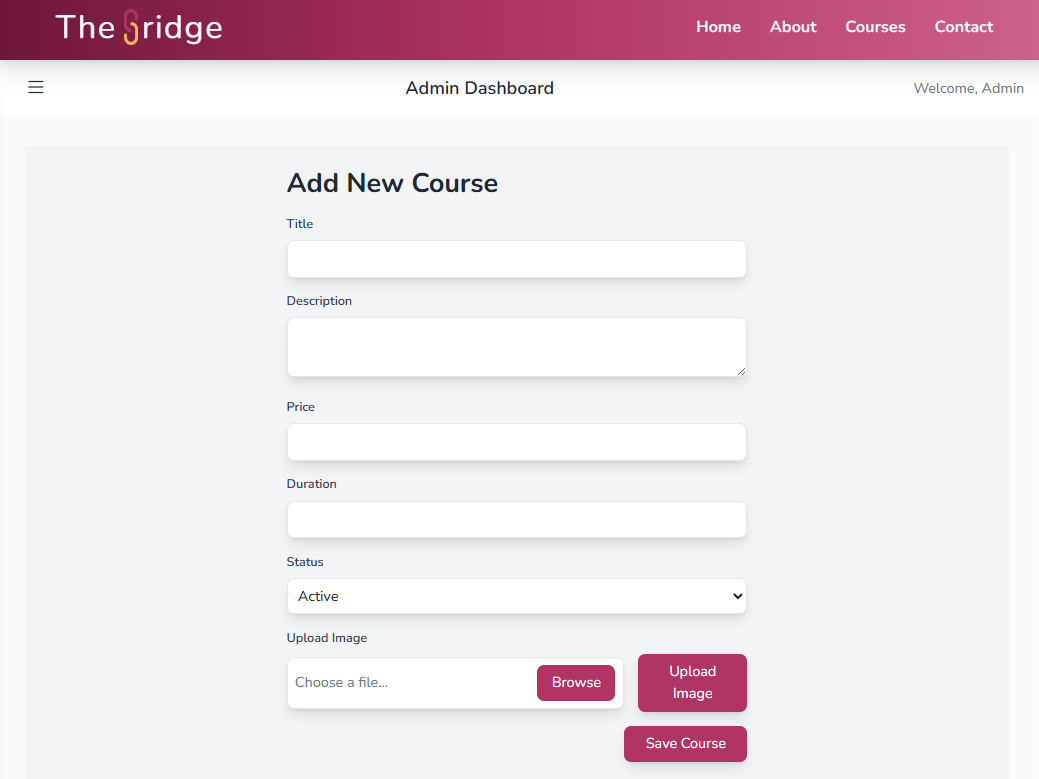 The Bridge
Home About Courses Contact
Admin Dashboard
Welcome, Admin
Add New Course
Title
Description
Price
Duration
Status
Active
Upload Image
Choose a file...
Browse
Upload
Image
Save Course